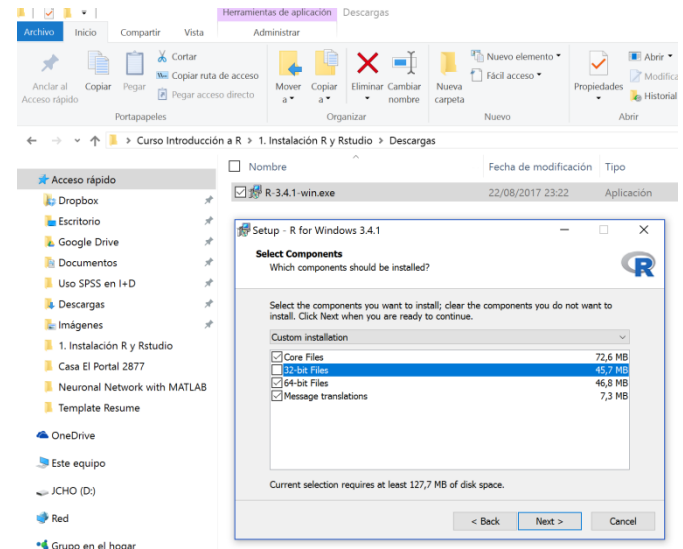 Herramientas de aplicación Descargas
Archivo Inicio Compartir Vista Administrar
Anclar al Acceso rápido
Copiar
Pegar
Cortar
Copiar ruta de acceso
Pegar acceso directo
Portapapeles
Mover a
Copiar a
Eliminar
Cambiar nombre
Organizar
Nueva carpeta
Nuevo elemento
Fácil acceso
Nuevo
Propiedades
Abrir
Modifica
Historial
Abrir
> Curso Introducción a R > 1. Instalación R y Rstudio > Descargas
Nombre Fecha de modificación Tipo
R-3.4.1-win.exe 22/08/2017 23:22 Aplicación
Acceso rápido
Dropbox
Escritorio
Google Drive
Documentos
Uso SPSS en I+D
Descargas
Imágenes
1. Instalación R y Rstudio
Casa El Portal 2877
Neuronal Network with MATLAB
Template Resume
OneDrive
Este equipo
JCHO (D:)
Red
Grupo en el hogar
Setup - R for Windows 3.4.1
Select Components
Which components should be installed?
R
Select the components you want to install; clear the components you do not want to
install. Click Next when you are ready to continue.
Custom installation
Core Files 72,6 MB
32-bit Files 45,7 MB
64-bit Files 46,8 MB
Message translations 7,3 MB
Current selection requires at least 127,7 MB of disk space.
< Back Next > Cancel